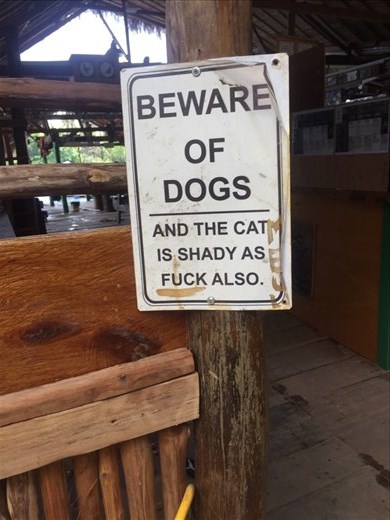 BEWARE
OF
DOGS
AND THE CAT
IS SHADY AS
FUCK ALSO.